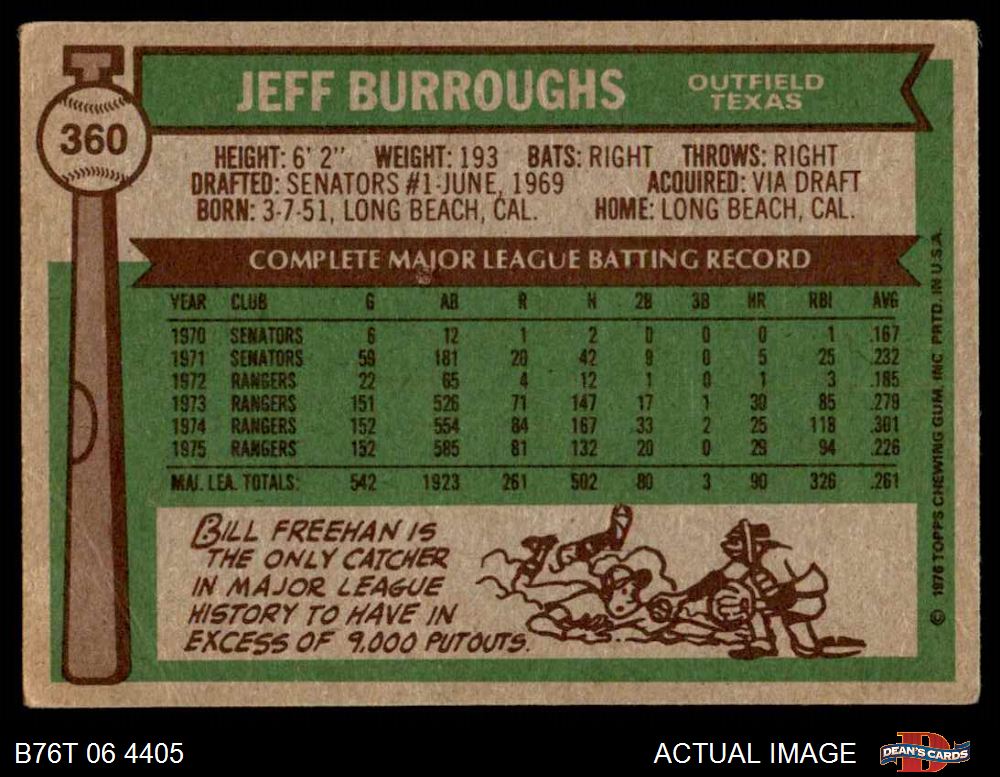 360
JEFF BURROUGHS
OUTFIELD
TEXAS
HEIGHT: 6' 2" WEIGHT: 193 BATS: RIGHT THROWS: RIGHT
DRAFTED: SENATORS #1-JUNE, 1969 ACQUIRED: VIA DRAFT
BORN: 3-7-51, LONG BEACH, CAL. HOME: LONG BEACH, CAL.
COMPLETE MAJOR LEAGUE BATTING RECORD
YEAR CLUB G AB R H 2B 3B HR RBI AVG
1970 SENATORS 6 12 1 2 0 0 0 1 .167
1971 SENATORS 59 181 20 42 9 0 5 25 .232
1972 RANGERS 22 65 4 12 1 0 1 3 .185
1973 RANGERS 151 526 71 147 17 1 30 85 .279
1974 RANGERS 152 554 84 167 33 2 25 118 .301
1975 RANGERS 152 585 81 132 20 0 29 94 .226
MAJ. LEA. TOTALS: 542 1923 261 502 80 3 90 326 .261
BILL FREEHAN IS
THE ONLY CATCHER
IN MAJOR LEAGUE
HISTORY TO HAVE IN
EXCESS OF 9,000 PUTOUTS.
© 1976 TOPPS CHEWING GUM, INC PRTD. IN U.S.A.
B76T 06 4405
ACTUAL IMAGE
DEAN'S CARDS